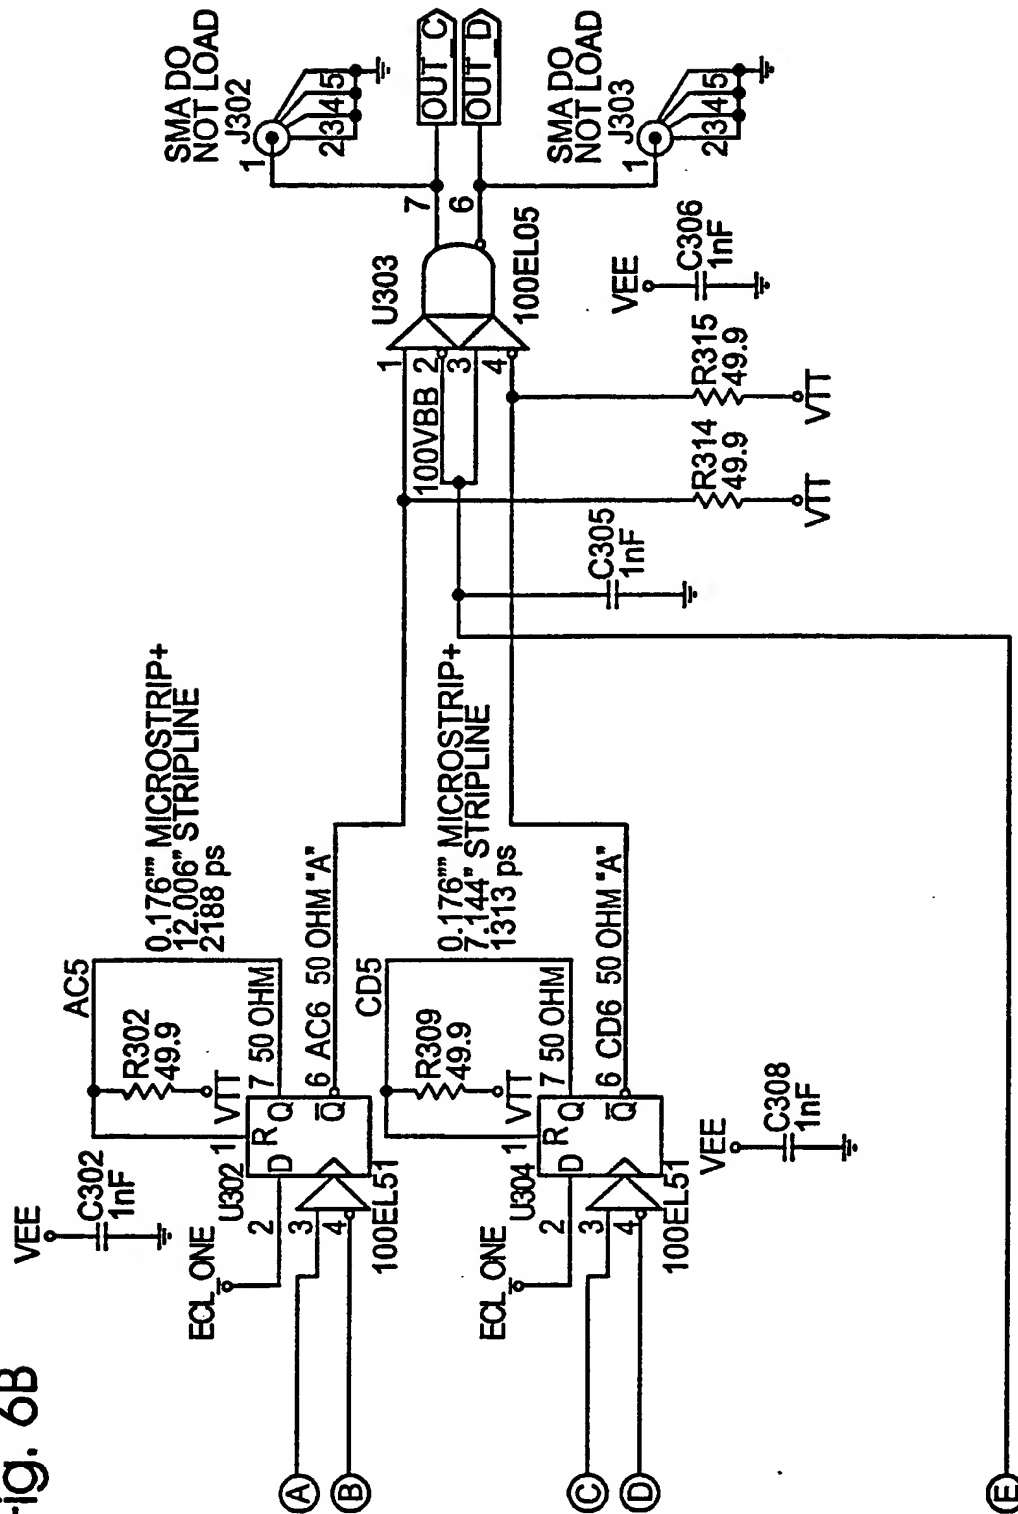 Fig. 6B
VEE
C302
1nF
ECL ONE
U302
2
3
4
1
D
R
Q
Q̅
100EL51
AC5
R302
49.9
VTT
7 50 OHM
6 AC6 50 OHM "A"
0.176"" MICROSTRIP+
12.006" STRIPLINE
2188 ps
A
B
ECL ONE
U304
2
3
4
1
D
R
Q
Q̅
100EL51
CD5
R309
49.9
VTT
7 50 OHM
6 CD6 50 OHM "A"
0.176"" MICROSTRIP+
7.144" STRIPLINE
1313 ps
C
D
VEE
C308
1nF
E
C305
1nF
R314
49.9
VTT
R315
49.9
VTT
VEE
C306
1nF
100VBB
1
2
3
4
U303
100EL05
7
6
SMA DO
NOT LOAD
J302
1
2 3 4 5
OUT_C
OUT_D
SMA DO
NOT LOAD
J303
1
2 3 4 5